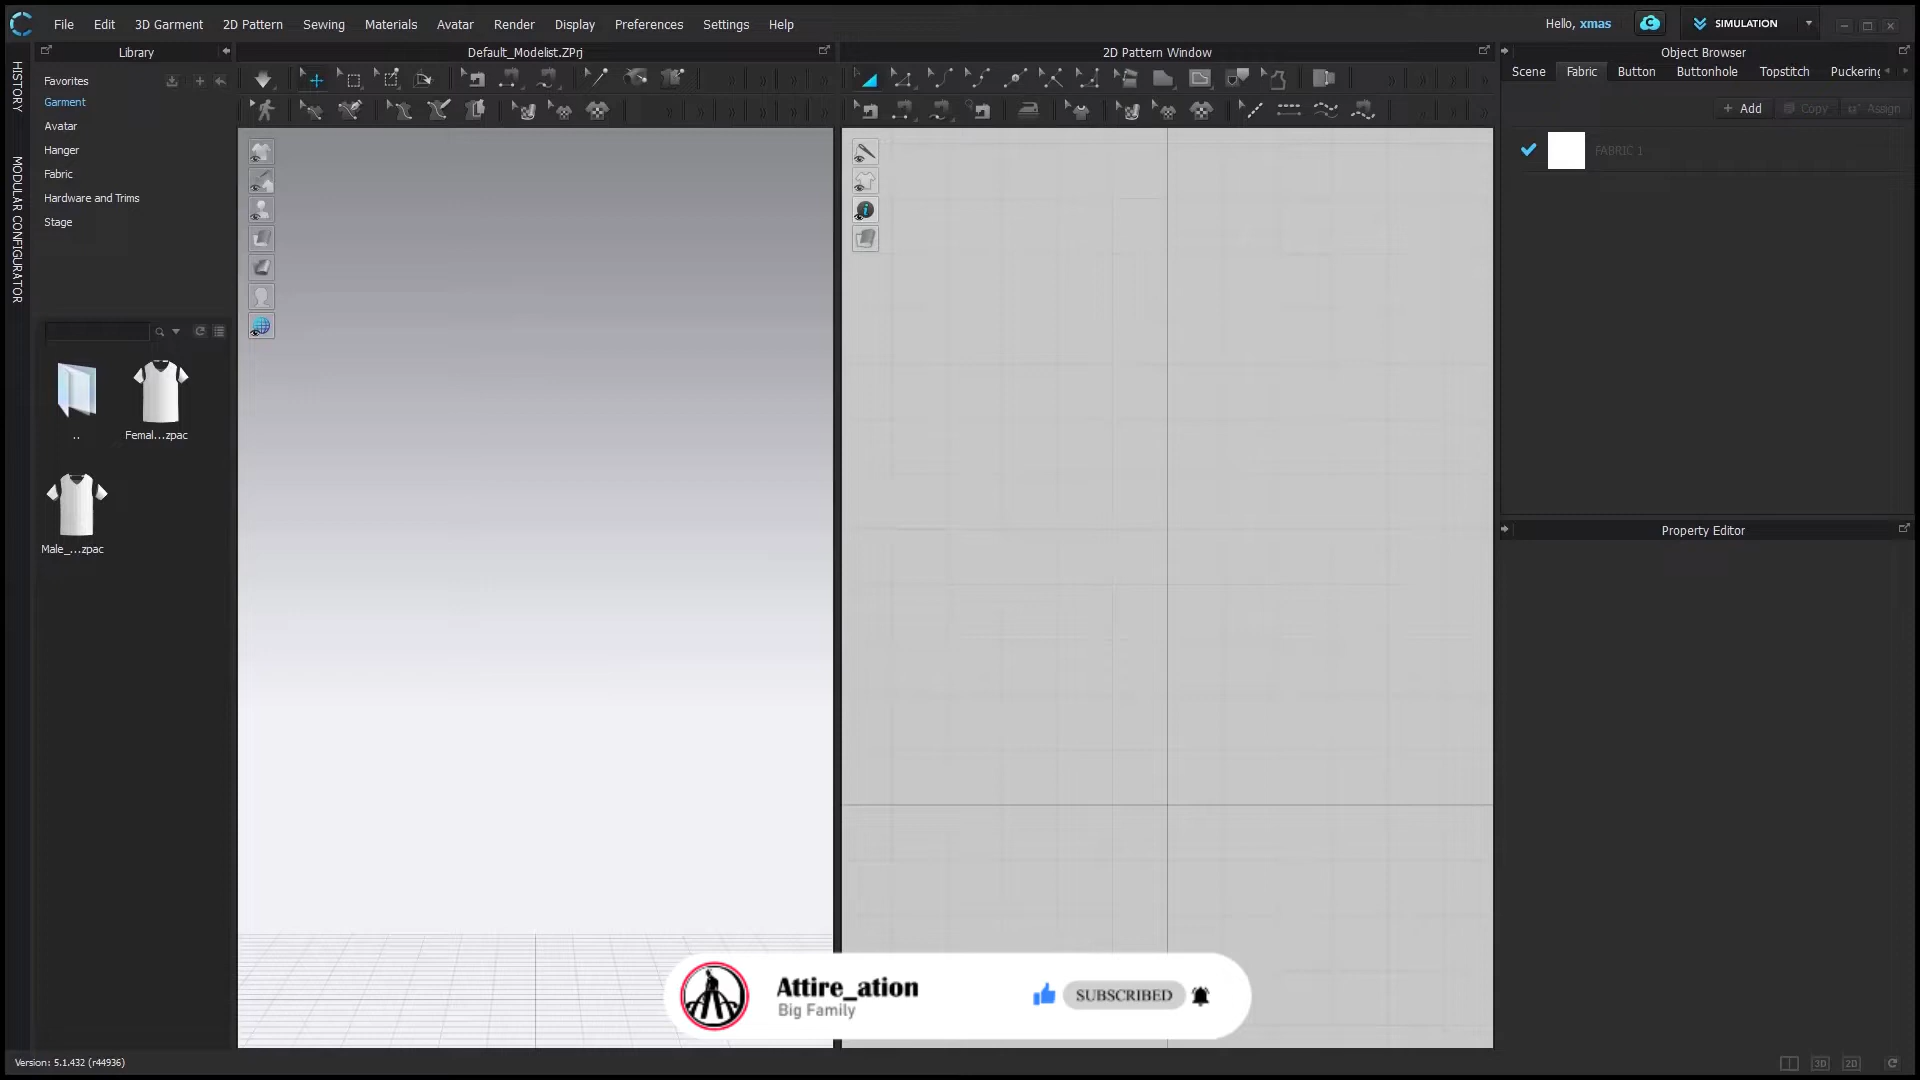 File Edit 3D Garment 2D Pattern Sewing Materials Avatar Render Display Preferences Settings Help
Hello, xmas
SIMULATION
Library
Default_Modelist.ZPrj
2D Pattern Window
Object Browser
HISTORY
MODULAR CONFIGURATOR
Favorites
Garment
Avatar
Hanger
Fabric
Hardware and Trims
Stage
Scene Fabric Button Buttonhole Topstitch Puckering
+ Add Copy Assign
FABRIC 1
..
Femal...zpac
Male_...zpac
Property Editor
Attire_ation
Big Family
SUBSCRIBED
Version: 5.1.432 (r44936)
3D 2D